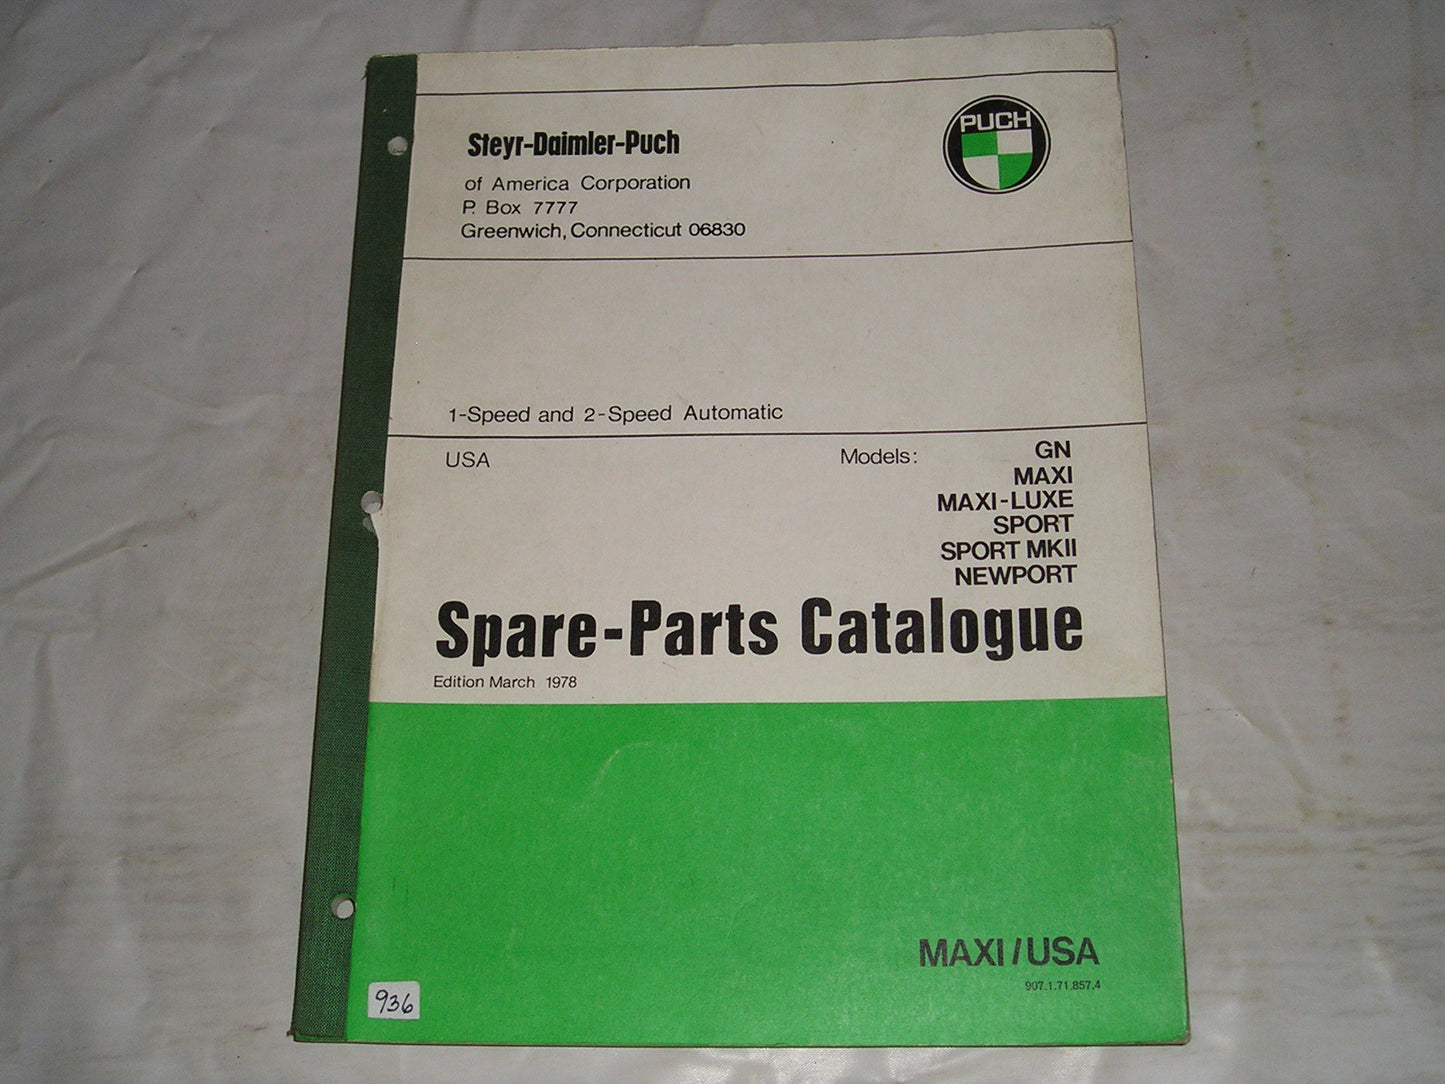 Steyr-Daimler-Puch
PUCH
of America Corporation
P. Box 7777
Greenwich, Connecticut 06830
1-Speed and 2-Speed Automatic
USA
Models:
GN
MAXI
MAXI-LUXE
SPORT
SPORT MKII
NEWPORT
Spare-Parts Catalogue
Edition March 1978
MAXI/USA
907.1.71.857.4
936